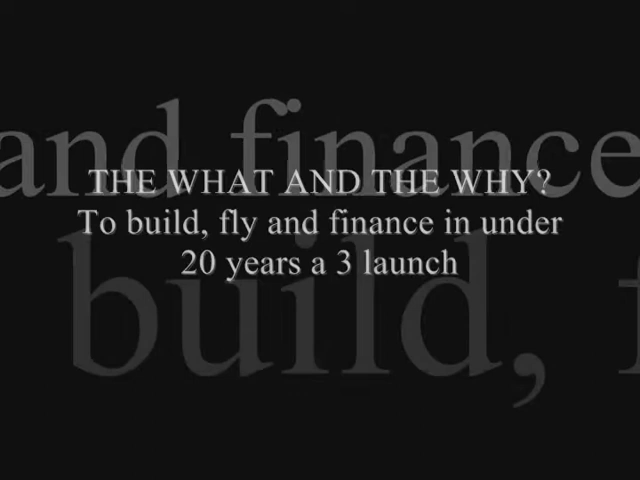 and finance
THE WHAT AND THE WHY?
To build, fly and finance in under
20 years a 3 launch
build, f